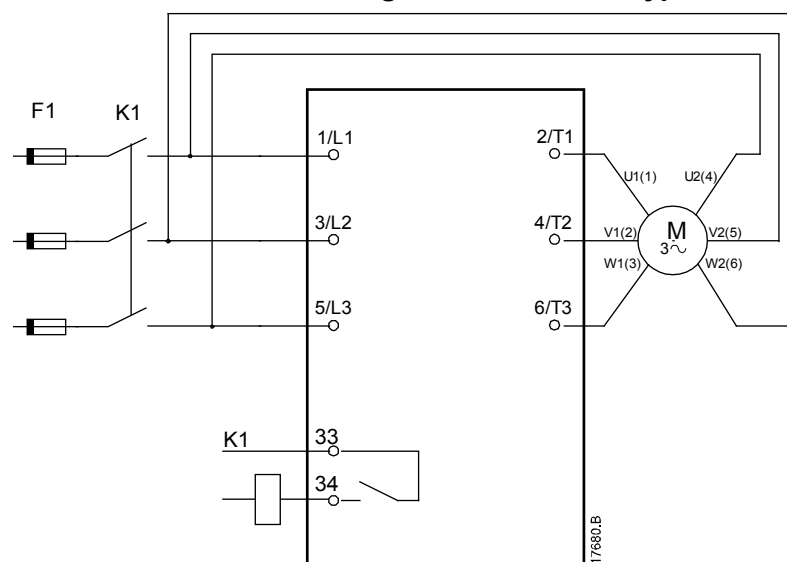 F1
K1
1/L1
2/T1
U1(1)
U2(4)
3/L2
4/T2
V1(2)
M
3~
V2(5)
W1(3)
W2(6)
5/L3
6/T3
K1
33
34
17680.B